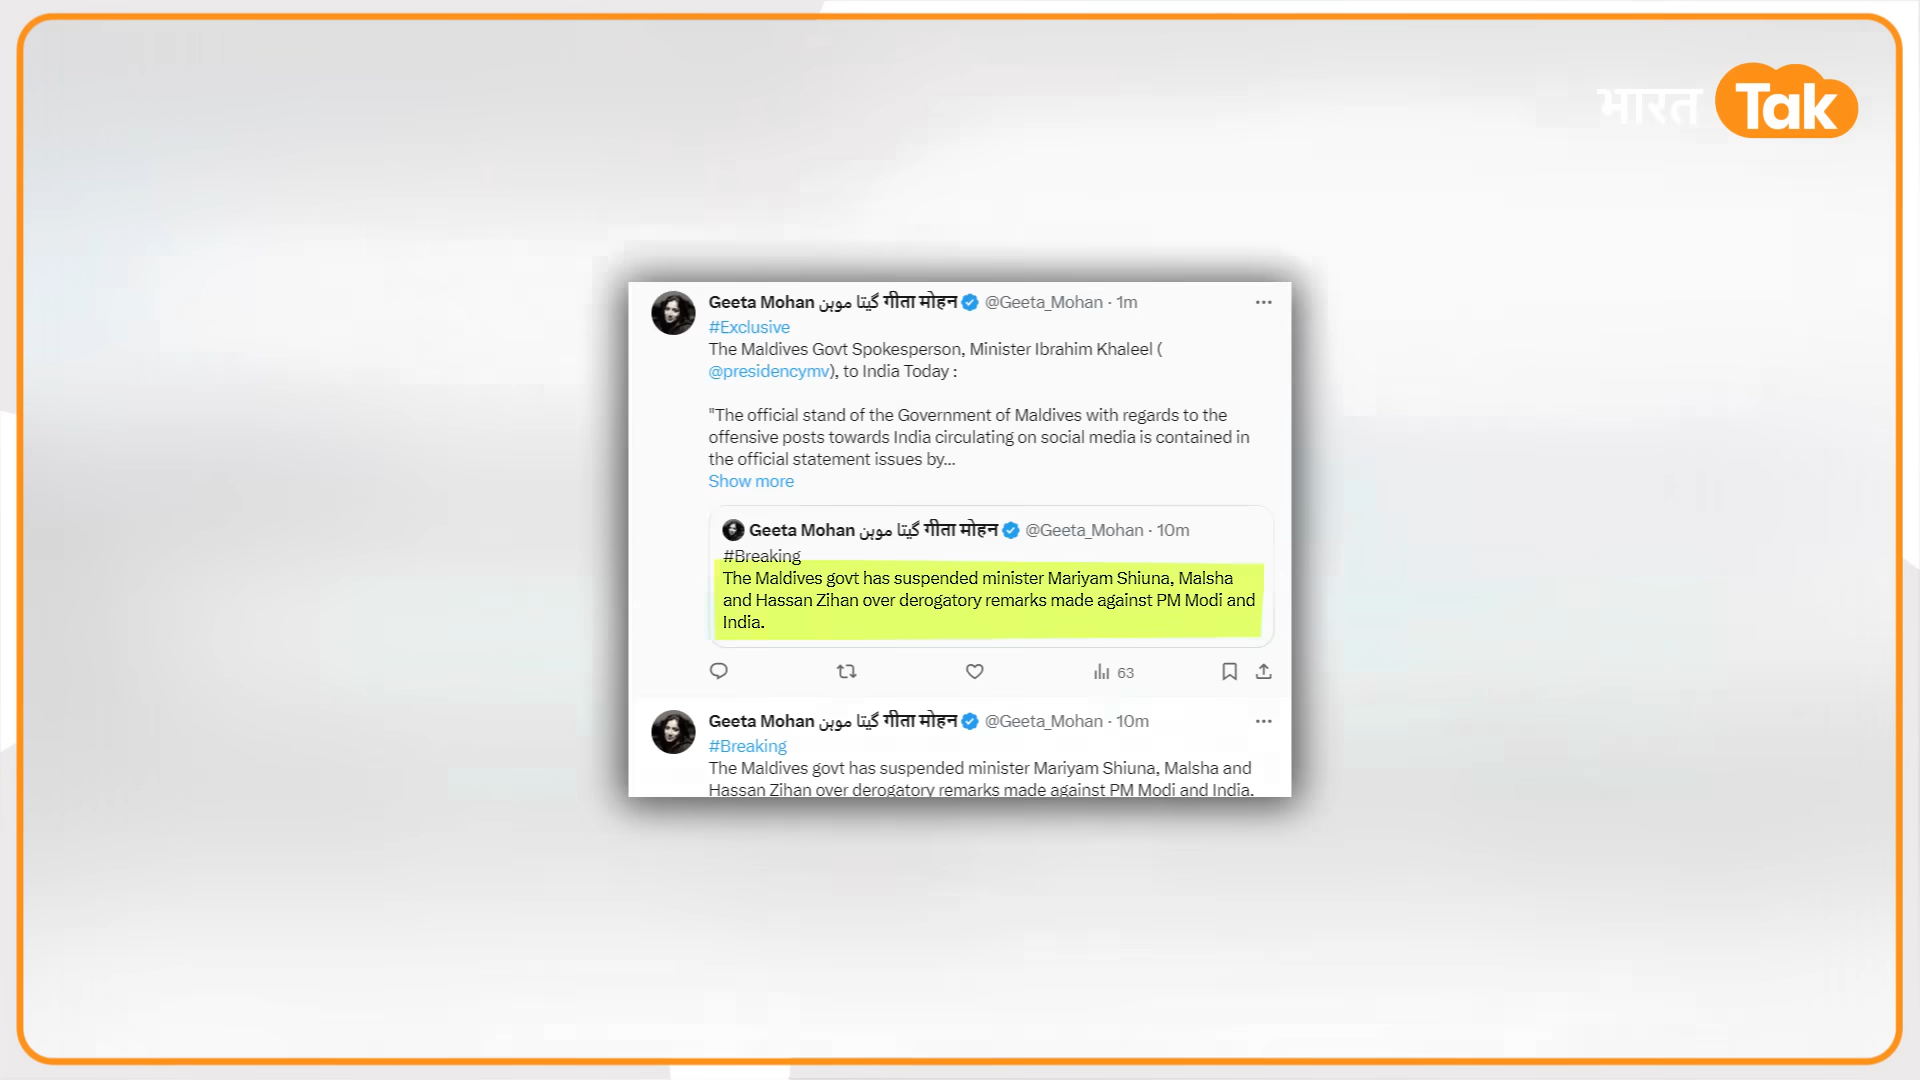 भारत Tak
Geeta Mohan گیتا موہن गीता मोहन @Geeta_Mohan · 1m
#Exclusive
The Maldives Govt Spokesperson, Minister Ibrahim Khaleel (
@presidencymv), to India Today :
"The official stand of the Government of Maldives with regards to the
offensive posts towards India circulating on social media is contained in
the official statement issues by...
Show more
Geeta Mohan گیتا موہن गीता मोहन @Geeta_Mohan · 10m
#Breaking
The Maldives govt has suspended minister Mariyam Shiuna, Malsha
and Hassan Zihan over derogatory remarks made against PM Modi and
India.
63
Geeta Mohan گیتا موہن गीता मोहन @Geeta_Mohan · 10m
#Breaking
The Maldives govt has suspended minister Mariyam Shiuna, Malsha and
Hassan Zihan over derogatory remarks made against PM Modi and India.